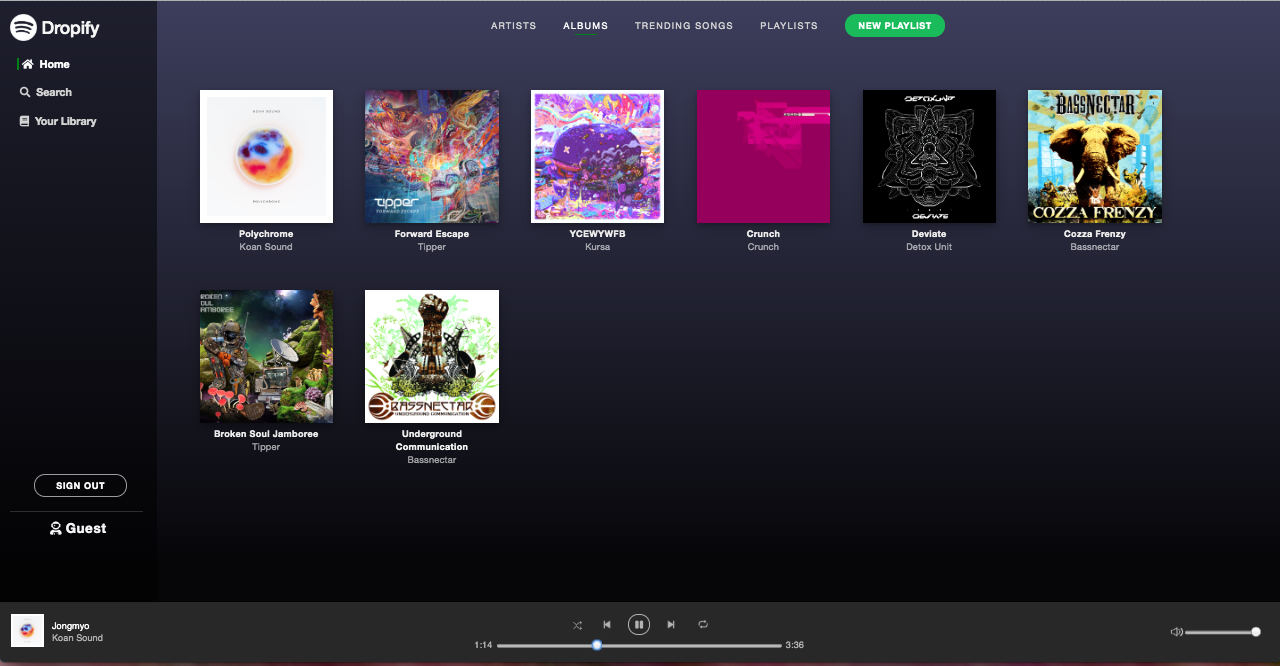 Dropify
Home
Search
Your Library
SIGN OUT
Guest
ARTISTS ALBUMS TRENDING SONGS PLAYLISTS NEW PLAYLIST
KOAN SOUND
POLYCHROME
Polychrome
Koan Sound
Tipper
FORWARD ESCAPE
Forward Escape
Tipper
YCEWYWFB
Kursa
Crunch
Crunch
DETOX UNIT
DEVIATE
Deviate
Detox Unit
BASSNECTAR
COZZA FRENZY
Cozza Frenzy
Bassnectar
BROKEN
SOUL
JAMBOREE
Broken Soul Jamboree
Tipper
BASSNECTAR
UNDERGROUND COMMUNICATION
Underground
Communication
Bassnectar
Jongmyo
Koan Sound
1:14 3:36